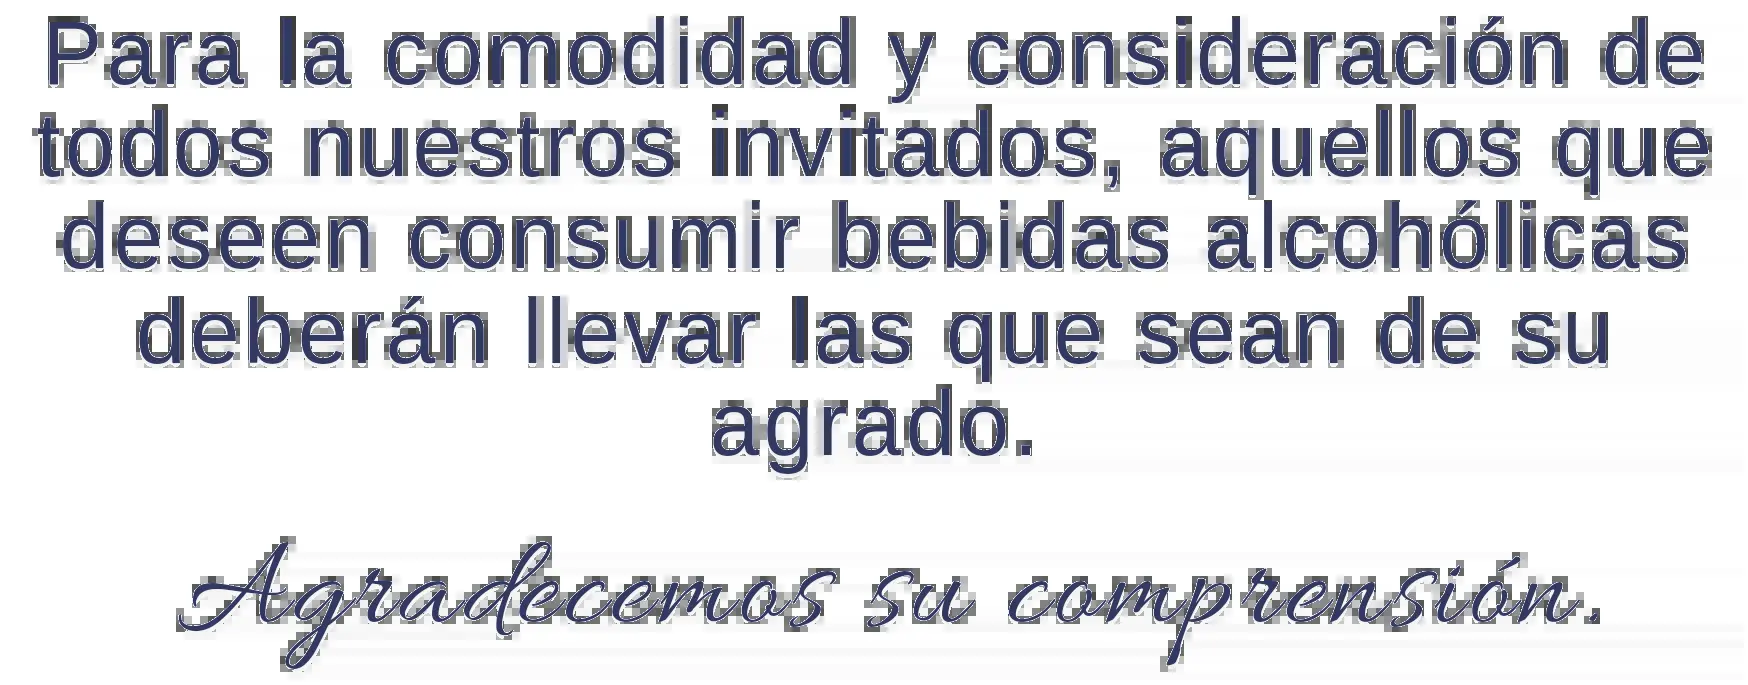 Para la comodidad y consideración de
todos nuestros invitados, aquellos que
deseen consumir bebidas alcohólicas
deberán llevar las que sean de su
agrado.
Agradecemos su comprensión.